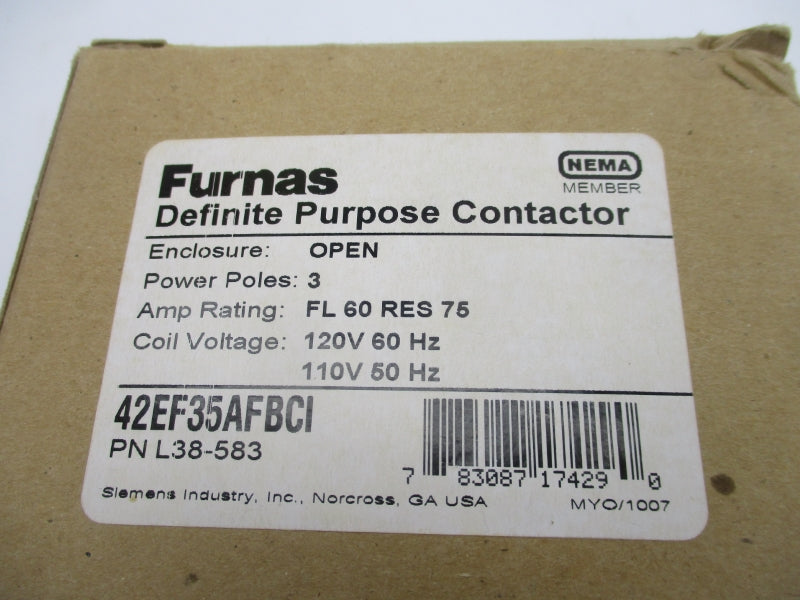 Furnas
NEMA
MEMBER
Definite Purpose Contactor
Enclosure: OPEN
Power Poles: 3
Amp Rating: FL 60 RES 75
Coil Voltage: 120V 60 Hz
110V 50 Hz
42EF35AFBCI
PN L38-583
7 83087 17429 0
Siemens Industry, Inc., Norcross, GA USA
MYO/1007